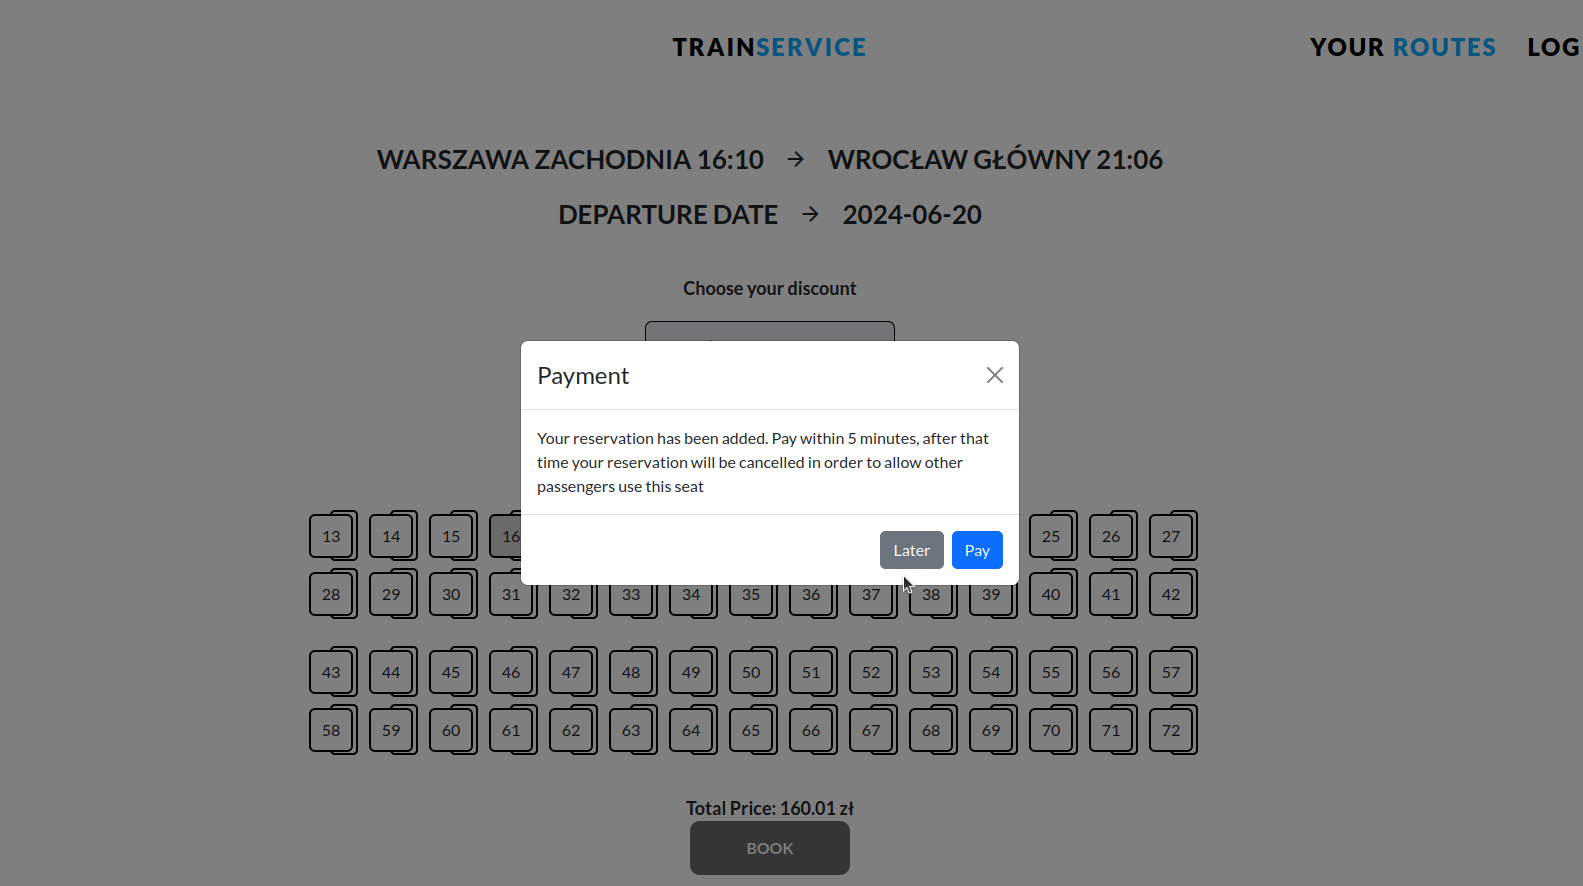 TRAINSERVICE
YOUR ROUTES LOG
WARSZAWA ZACHODNIA 16:10 → WROCŁAW GŁÓWNY 21:06
DEPARTURE DATE → 2024-06-20
Choose your discount
Payment
Your reservation has been added. Pay within 5 minutes, after that
time your reservation will be cancelled in order to allow other
passengers use this seat
Later Pay
13 14 15 16 25 26 27
28 29 30 31 32 33 34 35 36 37 38 39 40 41 42
43 44 45 46 47 48 49 50 51 52 53 54 55 56 57
58 59 60 61 62 63 64 65 66 67 68 69 70 71 72
Total Price: 160.01 zł
BOOK